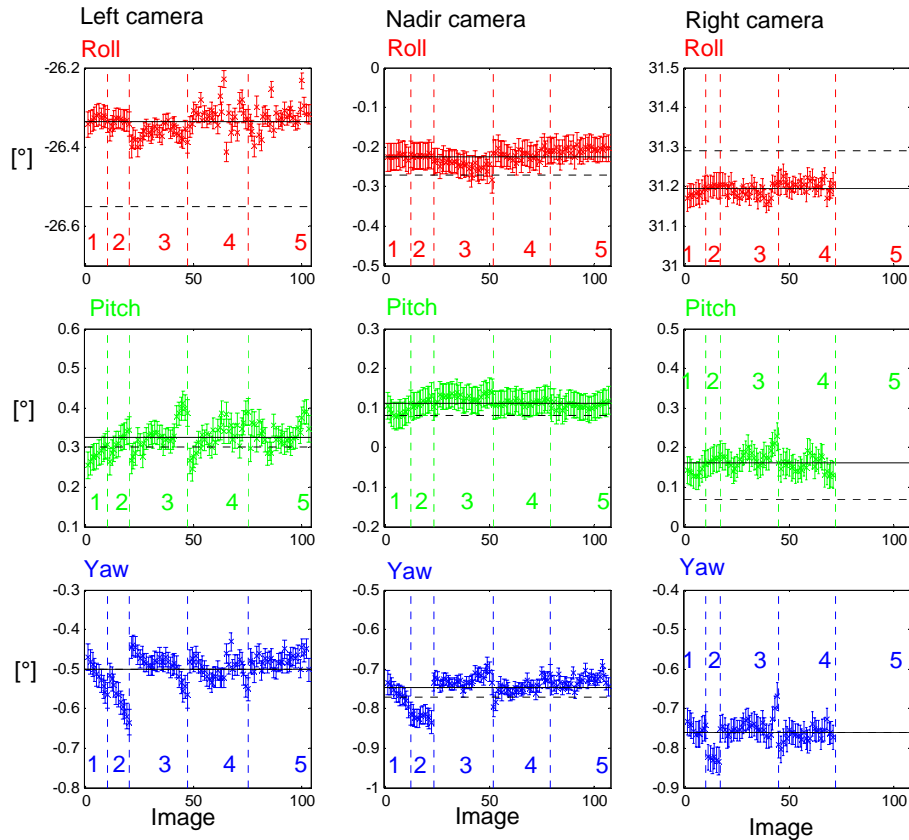 Left camera
Nadir camera
Right camera
Roll
Roll
Roll
[°]
-26.2
-26.4
-26.6
1 2 3 4 5
0 50 100
0
-0.1
-0.2
-0.3
-0.4
-0.5
1 2 3 4 5
0 50 100
31.5
31.4
31.3
31.2
31.1
31
1 2 3 4 5
0 50 100
Pitch
Pitch
Pitch
[°]
0.6
0.5
0.4
0.3
0.2
0.1
1 2 3 4 5
0 50 100
0.3
0.2
0.1
0
-0.1
-0.2
1 2 3 4 5
0 50 100
0.5
0.4
0.3
0.2
0.1
0
1 2 3 4 5
0 50 100
Yaw
Yaw
Yaw
[°]
-0.3
-0.4
-0.5
-0.6
-0.7
-0.8
1 2 3 4 5
0 50 100
-0.5
-0.6
-0.7
-0.8
-0.9
-1
1 2 3 4 5
0 50 100
-0.4
-0.5
-0.6
-0.7
-0.8
-0.9
1 2 3 4 5
0 50 100
Image
Image
Image